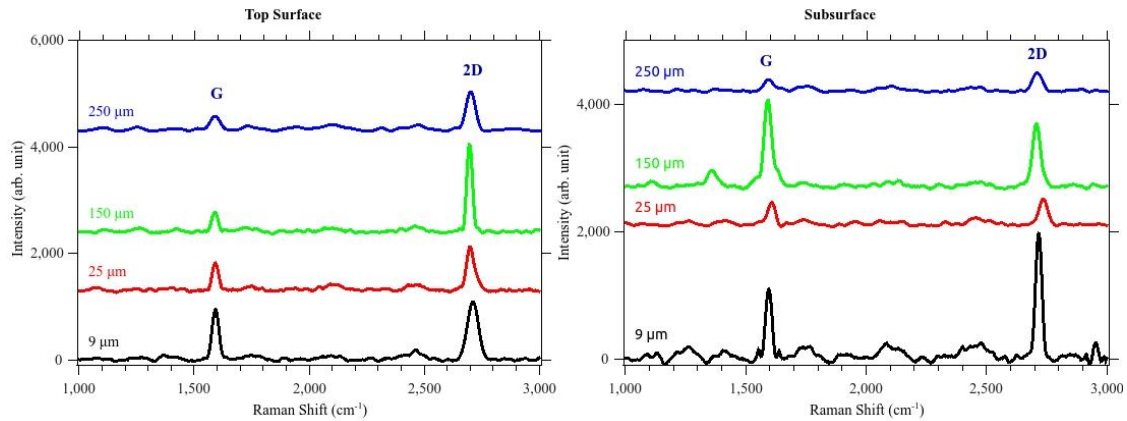 Top Surface
6,000
4,000
2,000
0
Intensity (arb. unit)
G
2D
250 µm
150 µm
25 µm
9 µm
1,000
1,500
2,000
2,500
3,000
Raman Shift (cm⁻¹)
Subsurface
4,000
2,000
0
Intensity (arb. unit)
G
2D
250 µm
150 µm
25 µm
9 µm
1,000
1,500
2,000
2,500
3,000
Raman Shift (cm⁻¹)